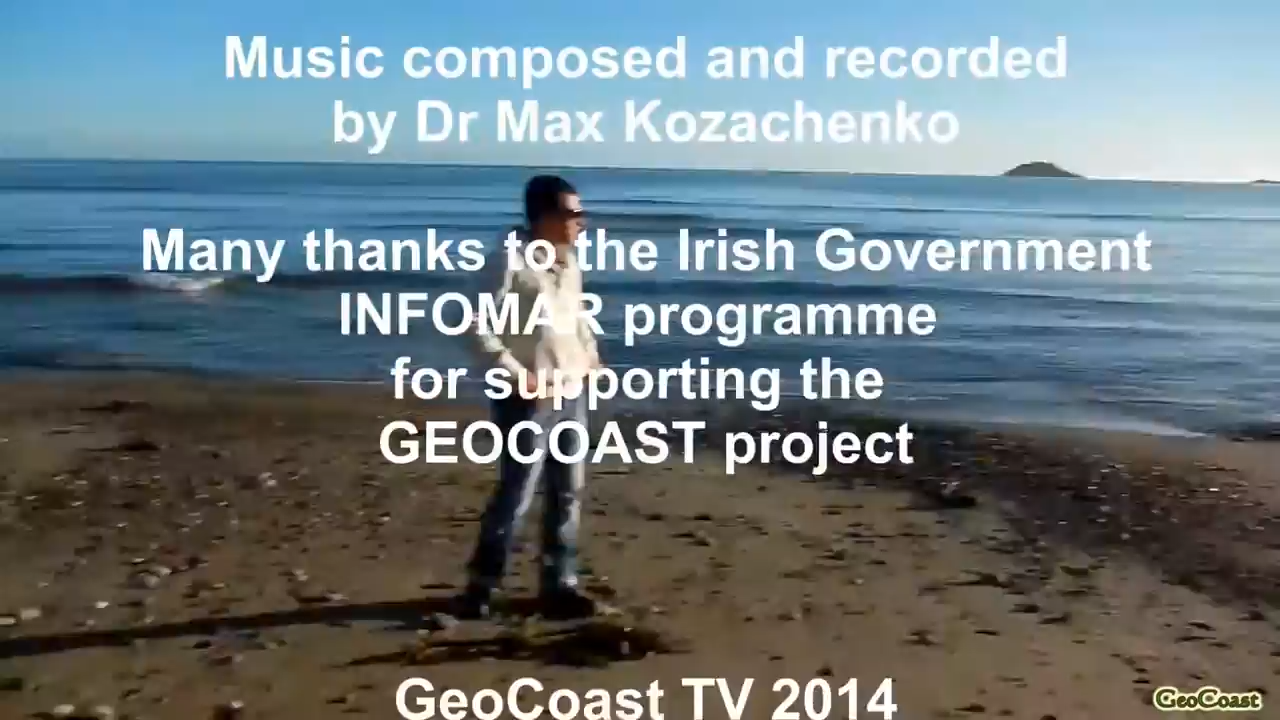 Music composed and recorded
by Dr Max Kozachenko
Many thanks to the Irish Government
INFOMAR programme
for supporting the
GEOCOAST project
GeoCoast TV 2014
GeoCoast